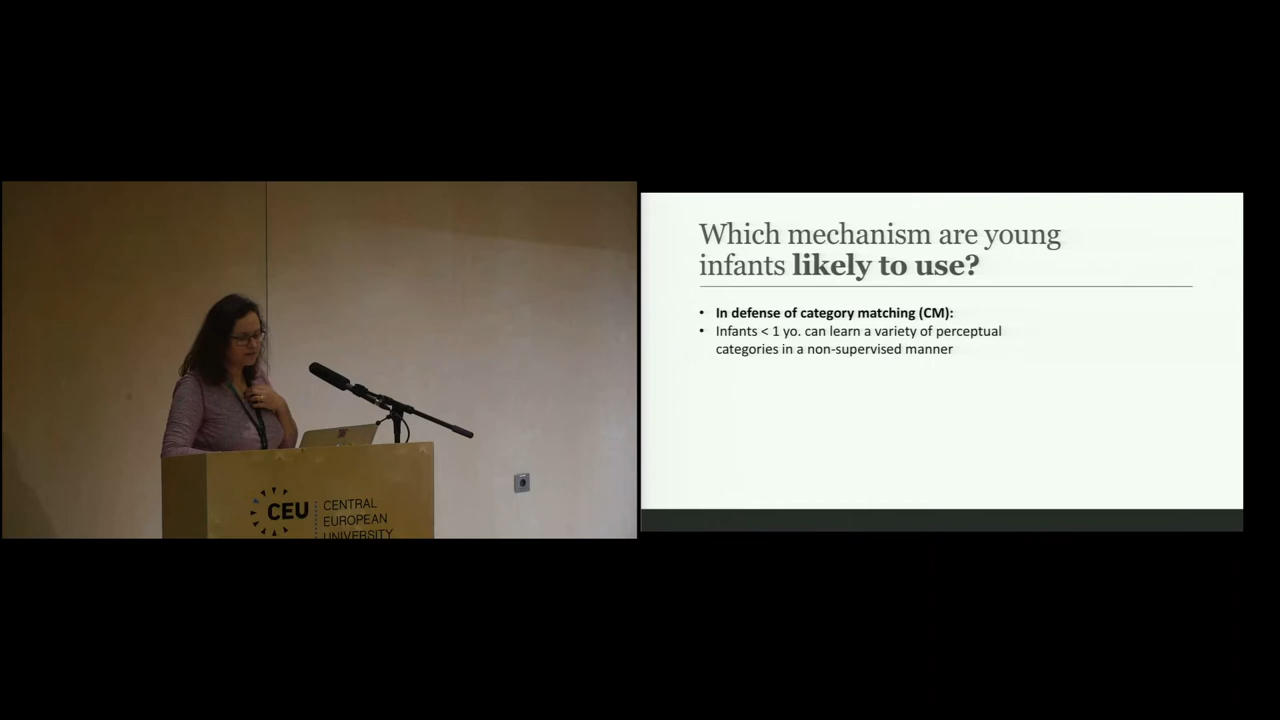 CEU
CENTRAL
EUROPEAN
UNIVERSITY
Which mechanism are young
infants likely to use?
• In defense of category matching (CM):
• Infants < 1 yo. can learn a variety of perceptual
categories in a non-supervised manner